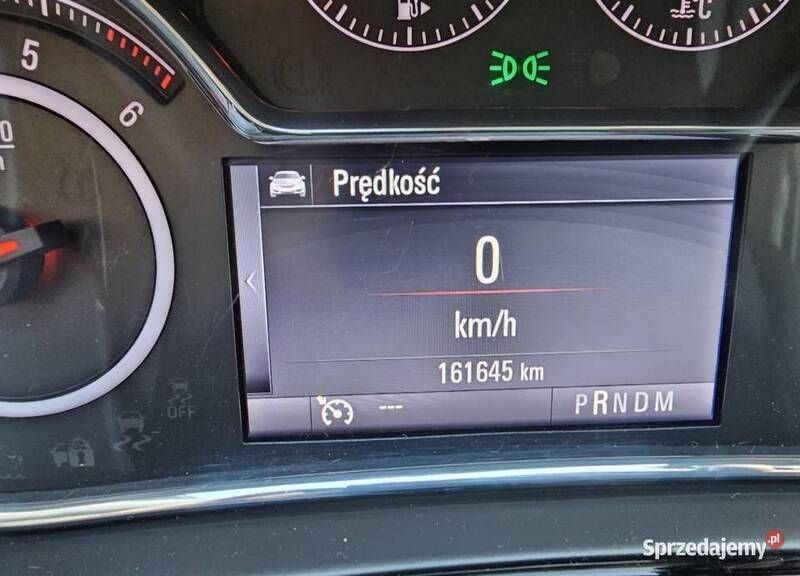 5
6
C
Prędkość
0
km/h
161645 km
OFF
---
PRNDM
Sprzedajemy.pl